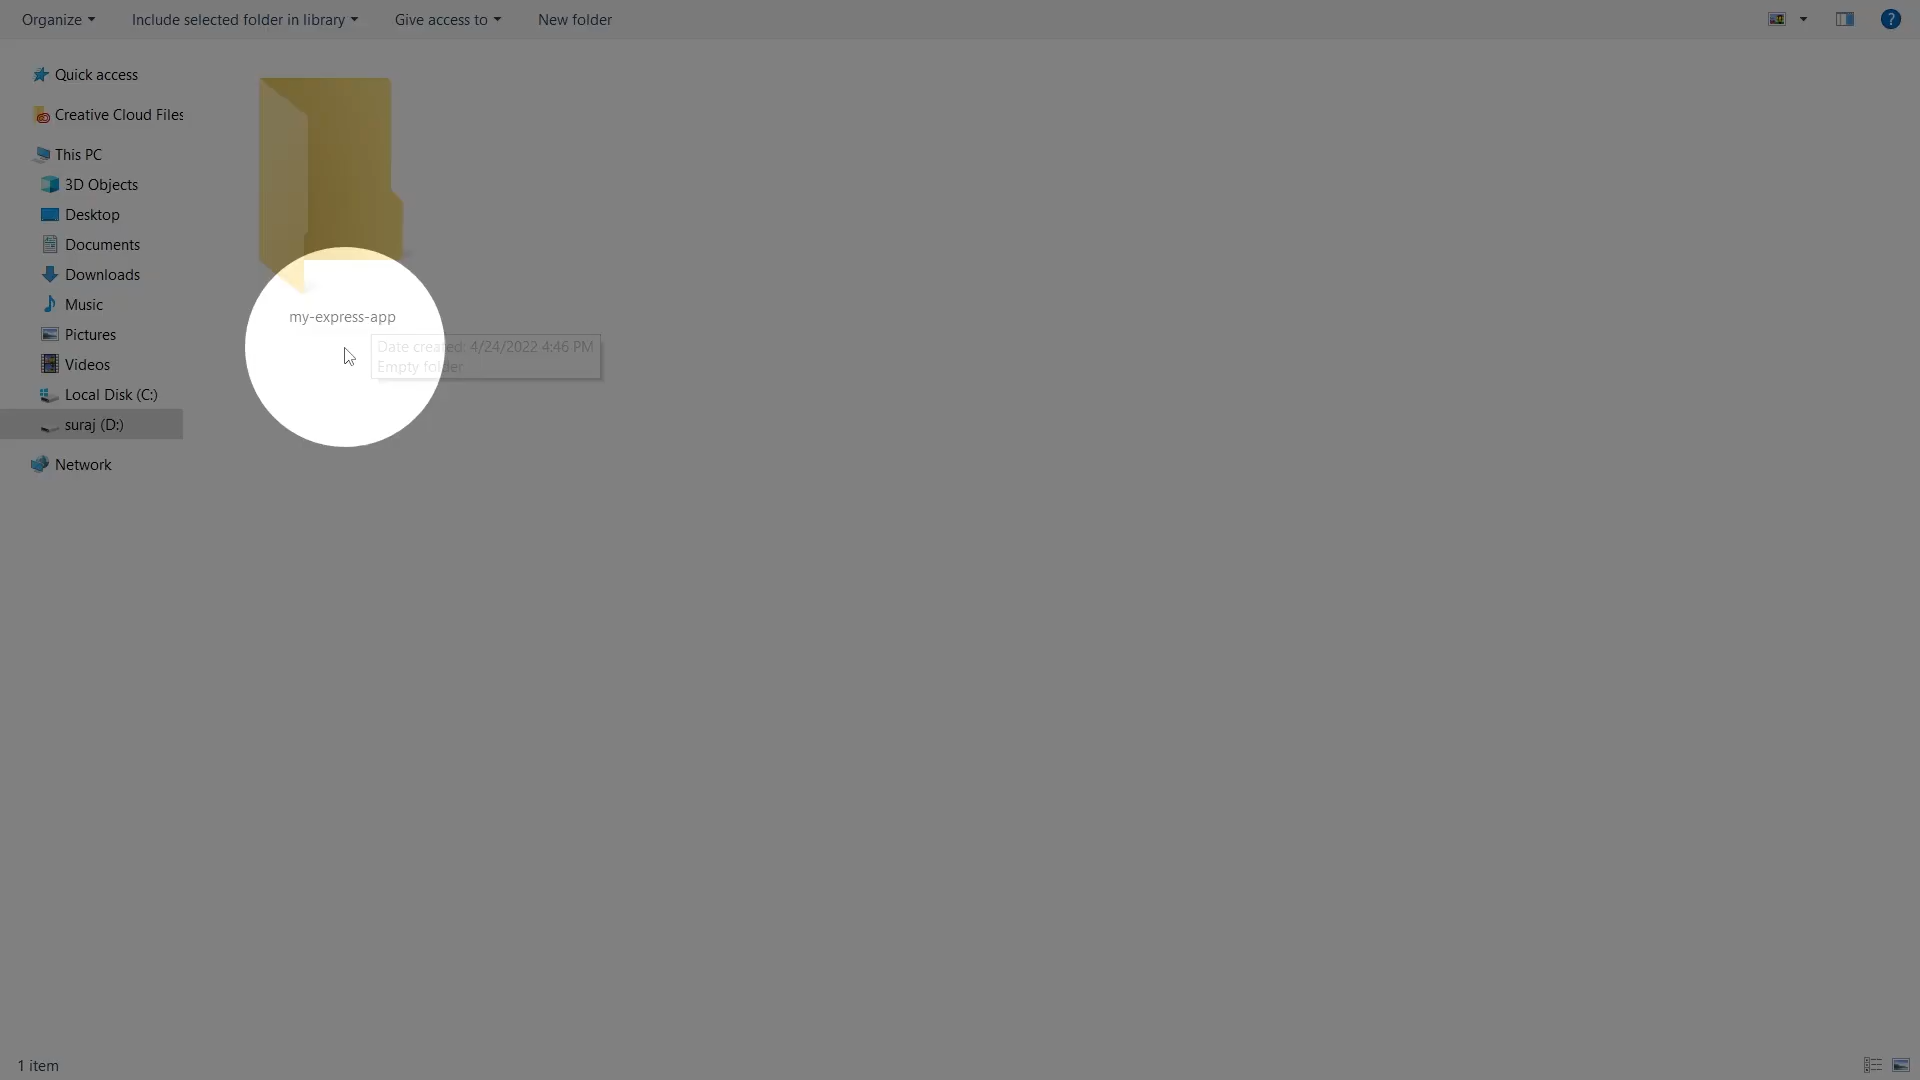 Organize
Include selected folder in library
Give access to
New folder
?
Quick access
Creative Cloud Files
This PC
3D Objects
Desktop
Documents
Downloads
Music
Pictures
Videos
Local Disk (C:)
suraj (D:)
Network
my-express-app
Date created: 4/24/2022 4:46 PM
Empty folder
1 item